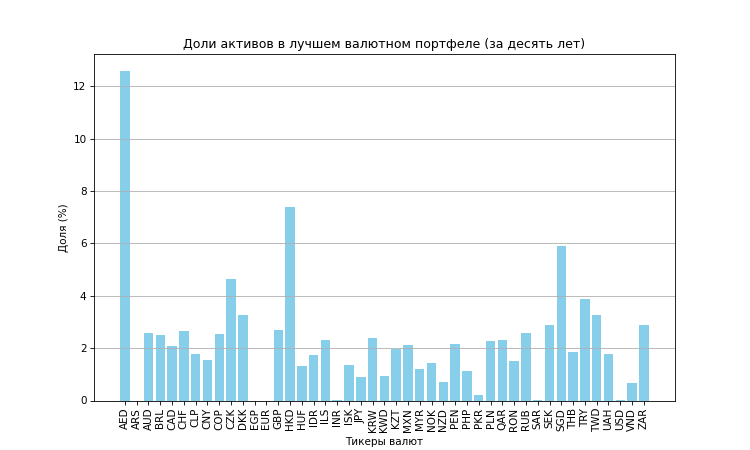 Доли активов в лучшем валютном портфеле (за десять лет)
Доля (%)
12
10
8
6
4
2
0
AED ARS AUD BRL CAD CHF CLP CNY COP CZK DKK EGP EUR GBP HKD HUF IDR ILS INR ISK JPY KRW KWD KZT MXN MYR NOK NZD PEN PHP PKR PLN QAR RON RUB SAR SEK SGD THB TRY TWD UAH USD VND ZAR
Тикеры валют